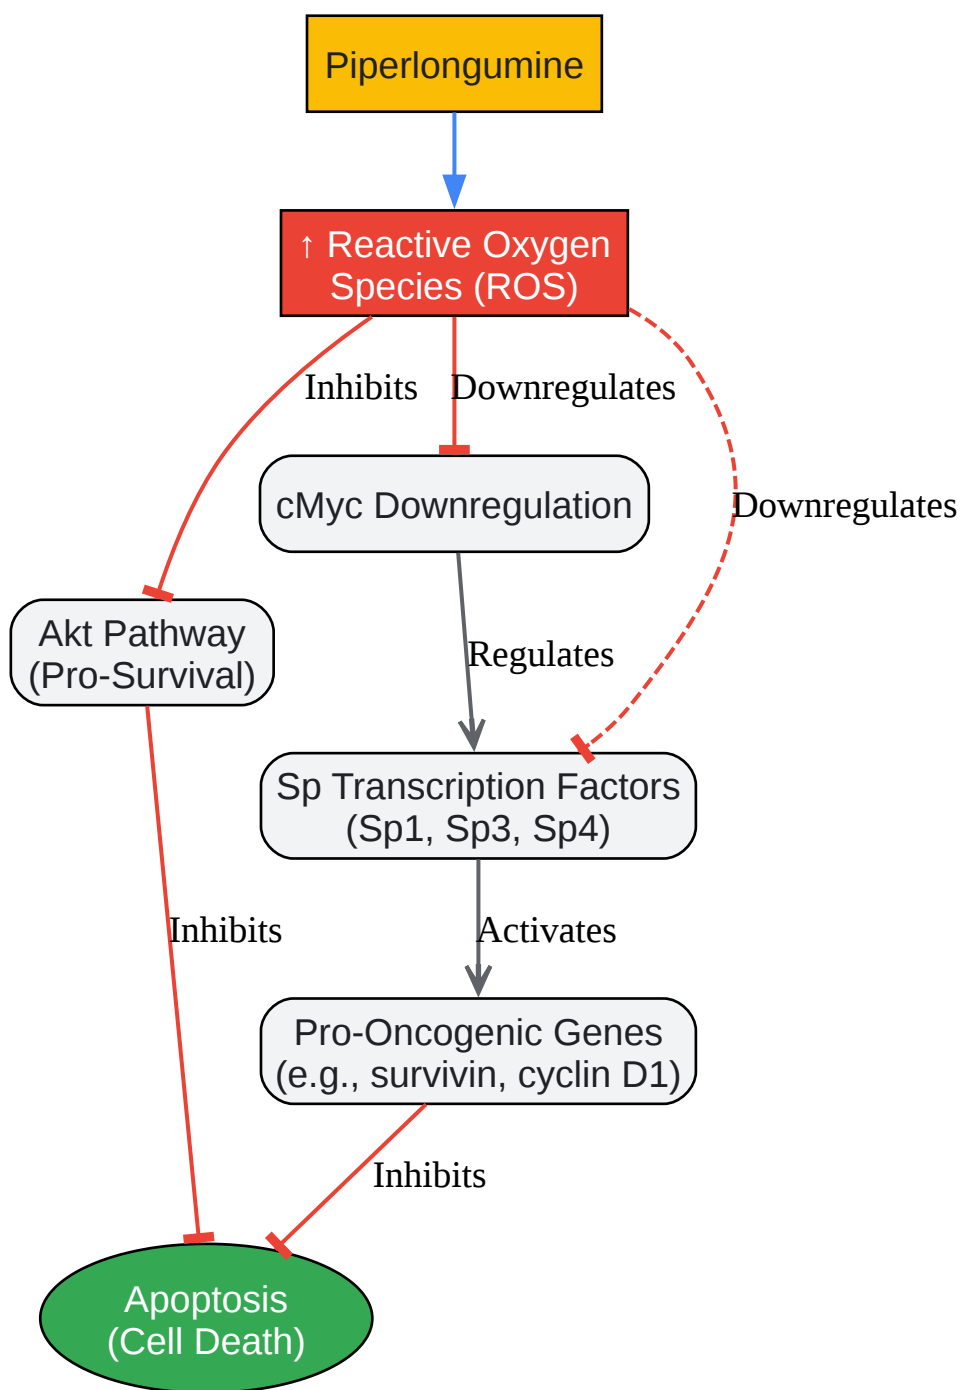 Piperlongumine
↑ Reactive Oxygen
Species (ROS)
Inhibits
Downregulates
cMyc Downregulation
Downregulates
Akt Pathway
(Pro-Survival)
Regulates
Sp Transcription Factors
(Sp1, Sp3, Sp4)
Inhibits
Activates
Pro-Oncogenic Genes
(e.g., survivin, cyclin D1)
Inhibits
Apoptosis
(Cell Death)